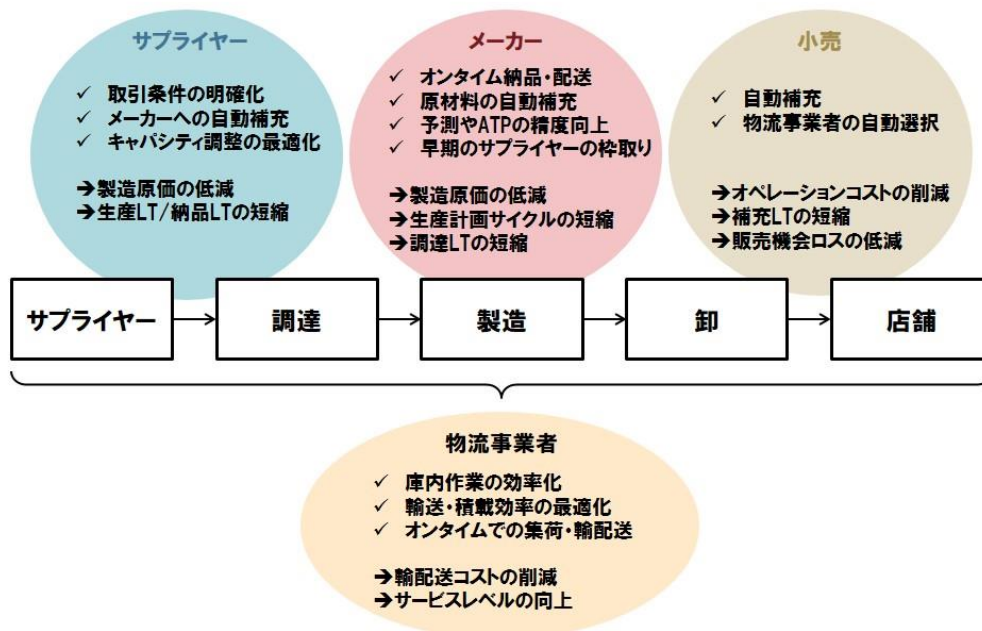 サプライヤー
✓ 取引条件の明確化
✓ メーカーへの自動補充
✓ キャパシティ調整の最適化
➔製造原価の低減
➔生産LT/納品LTの短縮
メーカー
✓ オンタイム納品・配送
✓ 原材料の自動補充
✓ 予測やATPの精度向上
✓ 早期のサプライヤーの枠取り
➔製造原価の低減
➔生産計画サイクルの短縮
➔調達LTの短縮
小売
✓ 自動補充
✓ 物流事業者の自動選択
➔オペレーションコストの削減
➔補充LTの短縮
➔販売機会ロスの低減
サプライヤー
調達
製造
卸
店舗
物流事業者
✓ 庫内作業の効率化
✓ 輸送・積載効率の最適化
✓ オンタイムでの集荷・輸配送
➔輸配送コストの削減
➔サービスレベルの向上